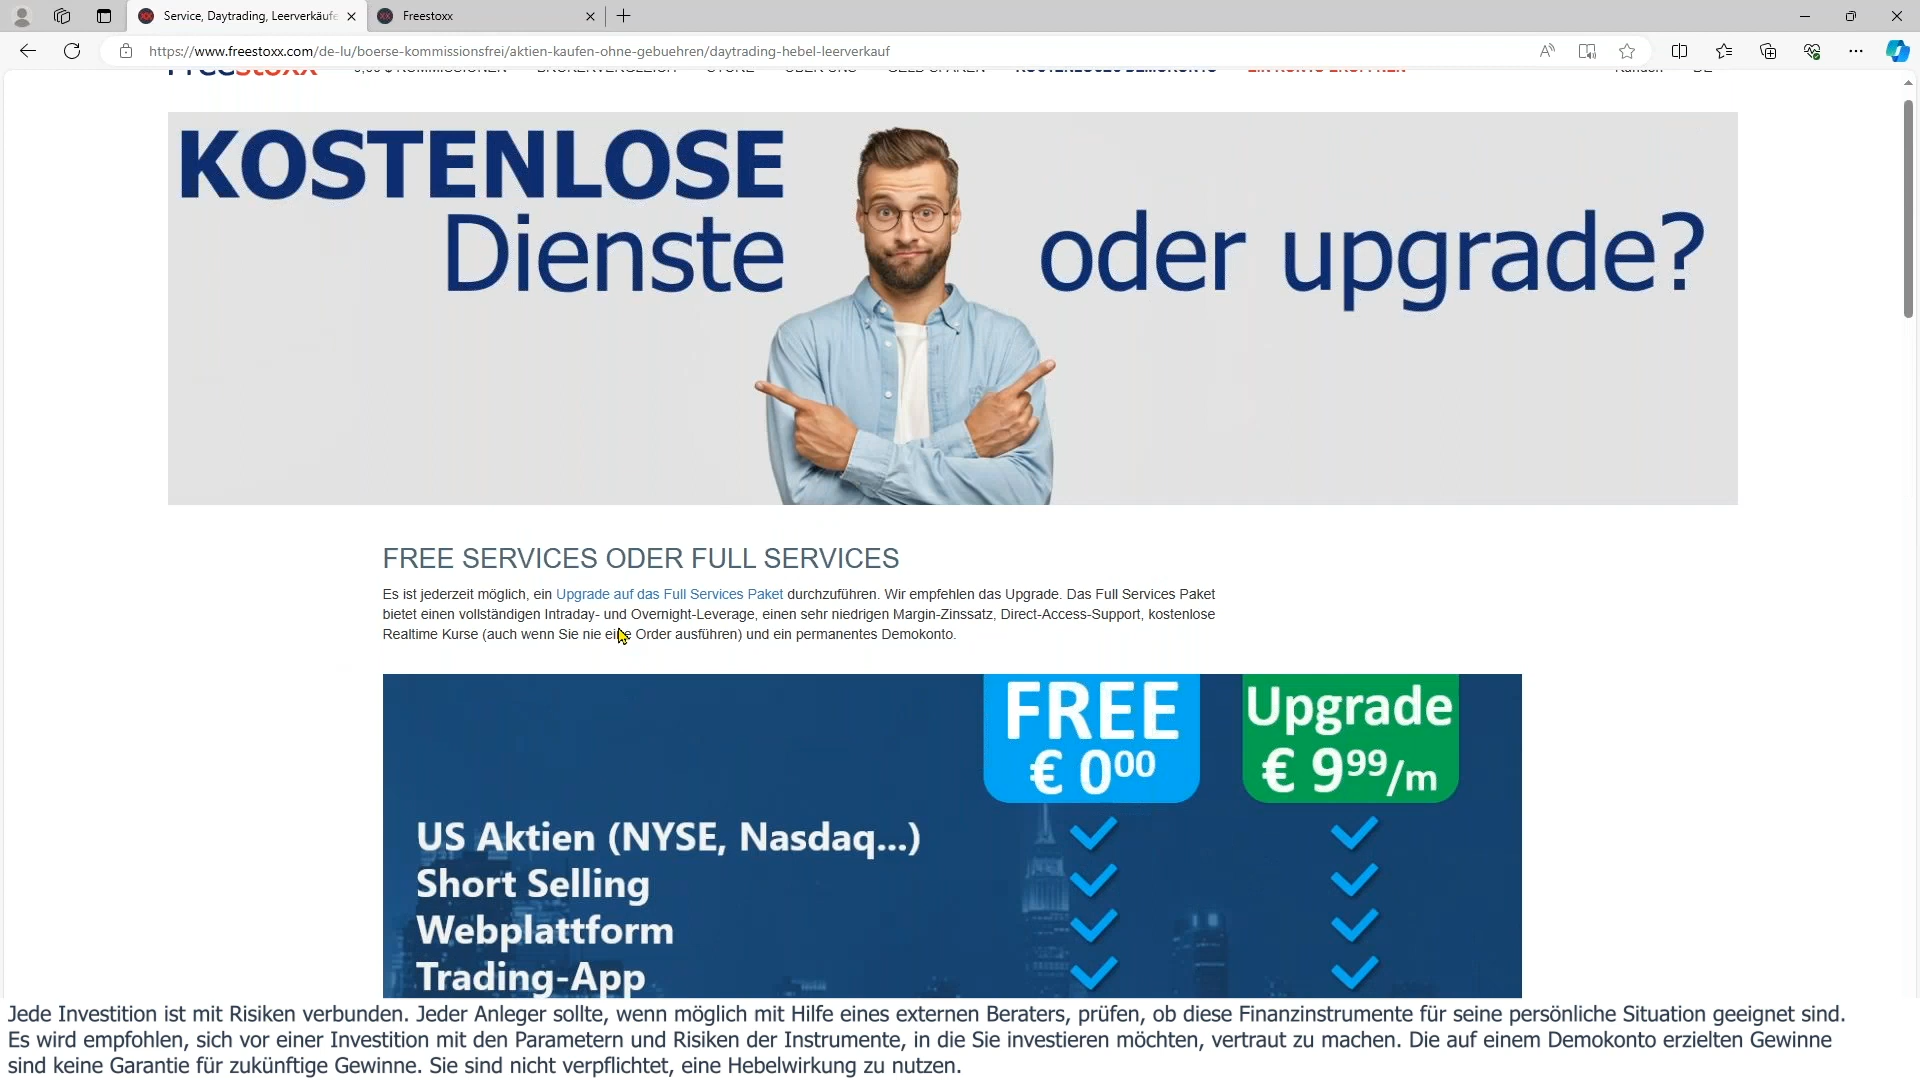 Service, Daytrading, Leerverkäufe
Freestoxx
https://www.freestoxx.com/de-lu/boerse-kommissionsfrei/aktien-kaufen-ohne-gebuehren/daytrading-hebel-leerverkauf
KOSTENLOSE
Dienste oder upgrade?
FREE SERVICES ODER FULL SERVICES
Es ist jederzeit möglich, ein Upgrade auf das Full Services Paket durchzuführen. Wir empfehlen das Upgrade. Das Full Services Paket
bietet einen vollständigen Intraday- und Overnight-Leverage, einen sehr niedrigen Margin-Zinssatz, Direct-Access-Support, kostenlose
Realtime Kurse (auch wenn Sie nie eine Order ausführen) und ein permanentes Demokonto.
FREE Upgrade
€ 0⁰⁰ € 9⁹⁹/m
US Aktien (NYSE, Nasdaq...)
Short Selling
Webplattform
Trading-App
Jede Investition ist mit Risiken verbunden. Jeder Anleger sollte, wenn möglich mit Hilfe eines externen Beraters, prüfen, ob diese Finanzinstrumente für seine persönliche Situation geeignet sind.
Es wird empfohlen, sich vor einer Investition mit den Parametern und Risiken der Instrumente, in die Sie investieren möchten, vertraut zu machen. Die auf einem Demokonto erzielten Gewinne
sind keine Garantie für zukünftige Gewinne. Sie sind nicht verpflichtet, eine Hebelwirkung zu nutzen.